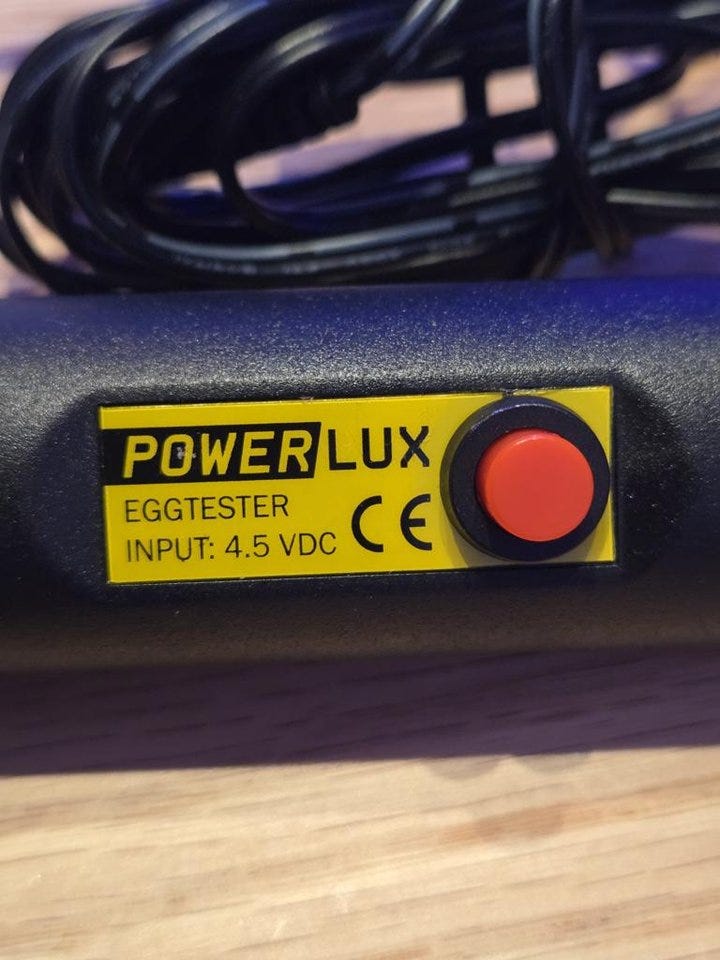 POWERLUX
EGGTESTER
INPUT: 4.5 VDC
CE